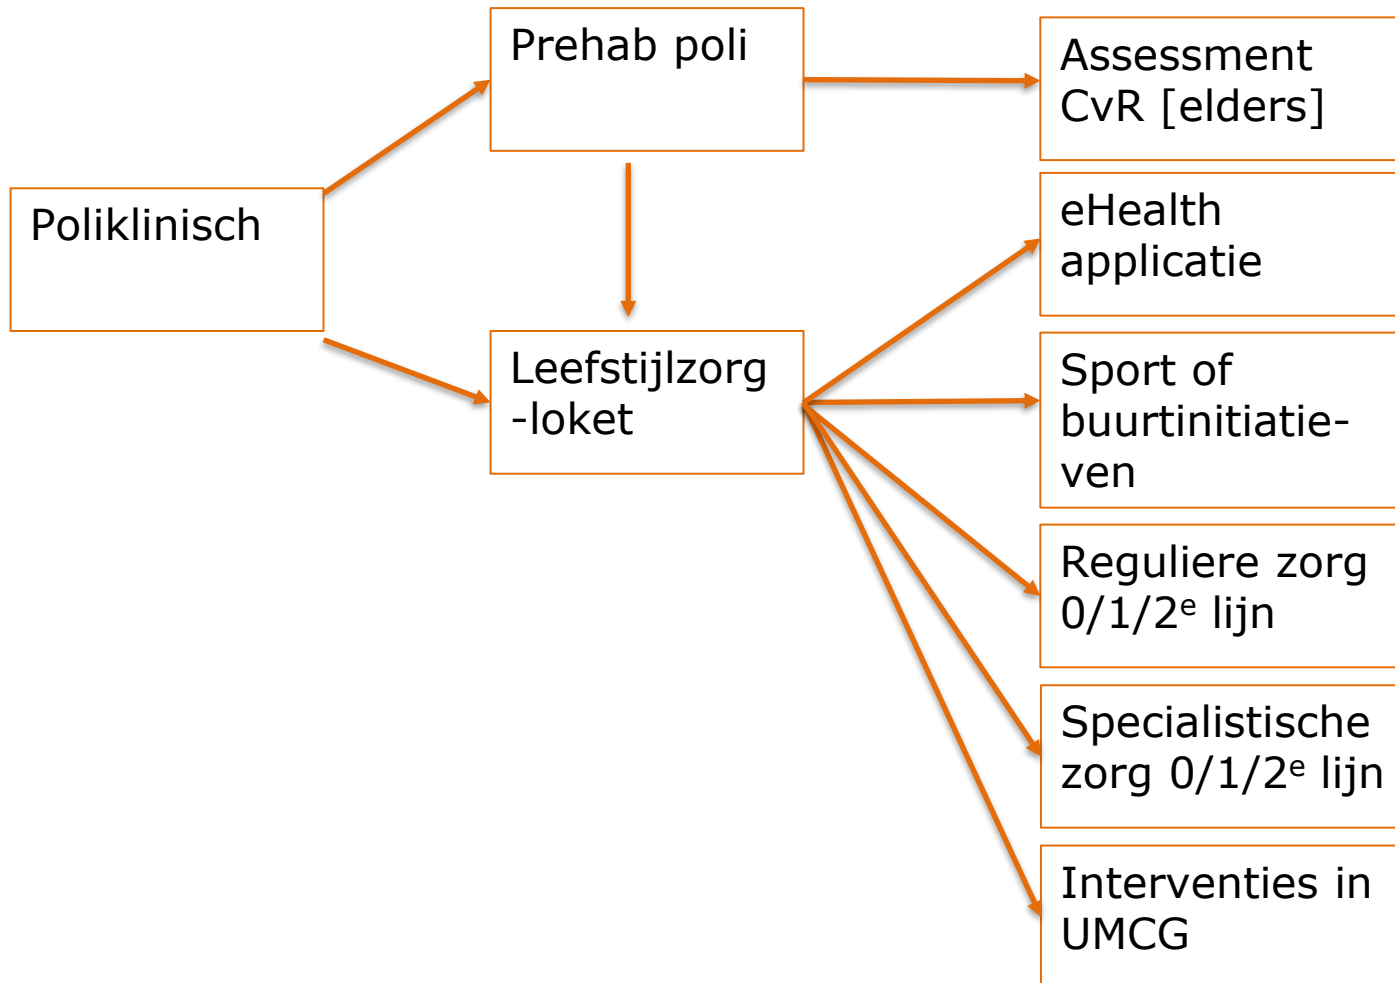 Prehab poli
Assessment
CvR [elders]
Poliklinisch
eHealth
applicatie
Leefstijlzorg
-loket
Sport of
buurtinitiatie-
ven
Reguliere zorg
0/1/2ᵉ lijn
Specialistische
zorg 0/1/2ᵉ lijn
Interventies in
UMCG